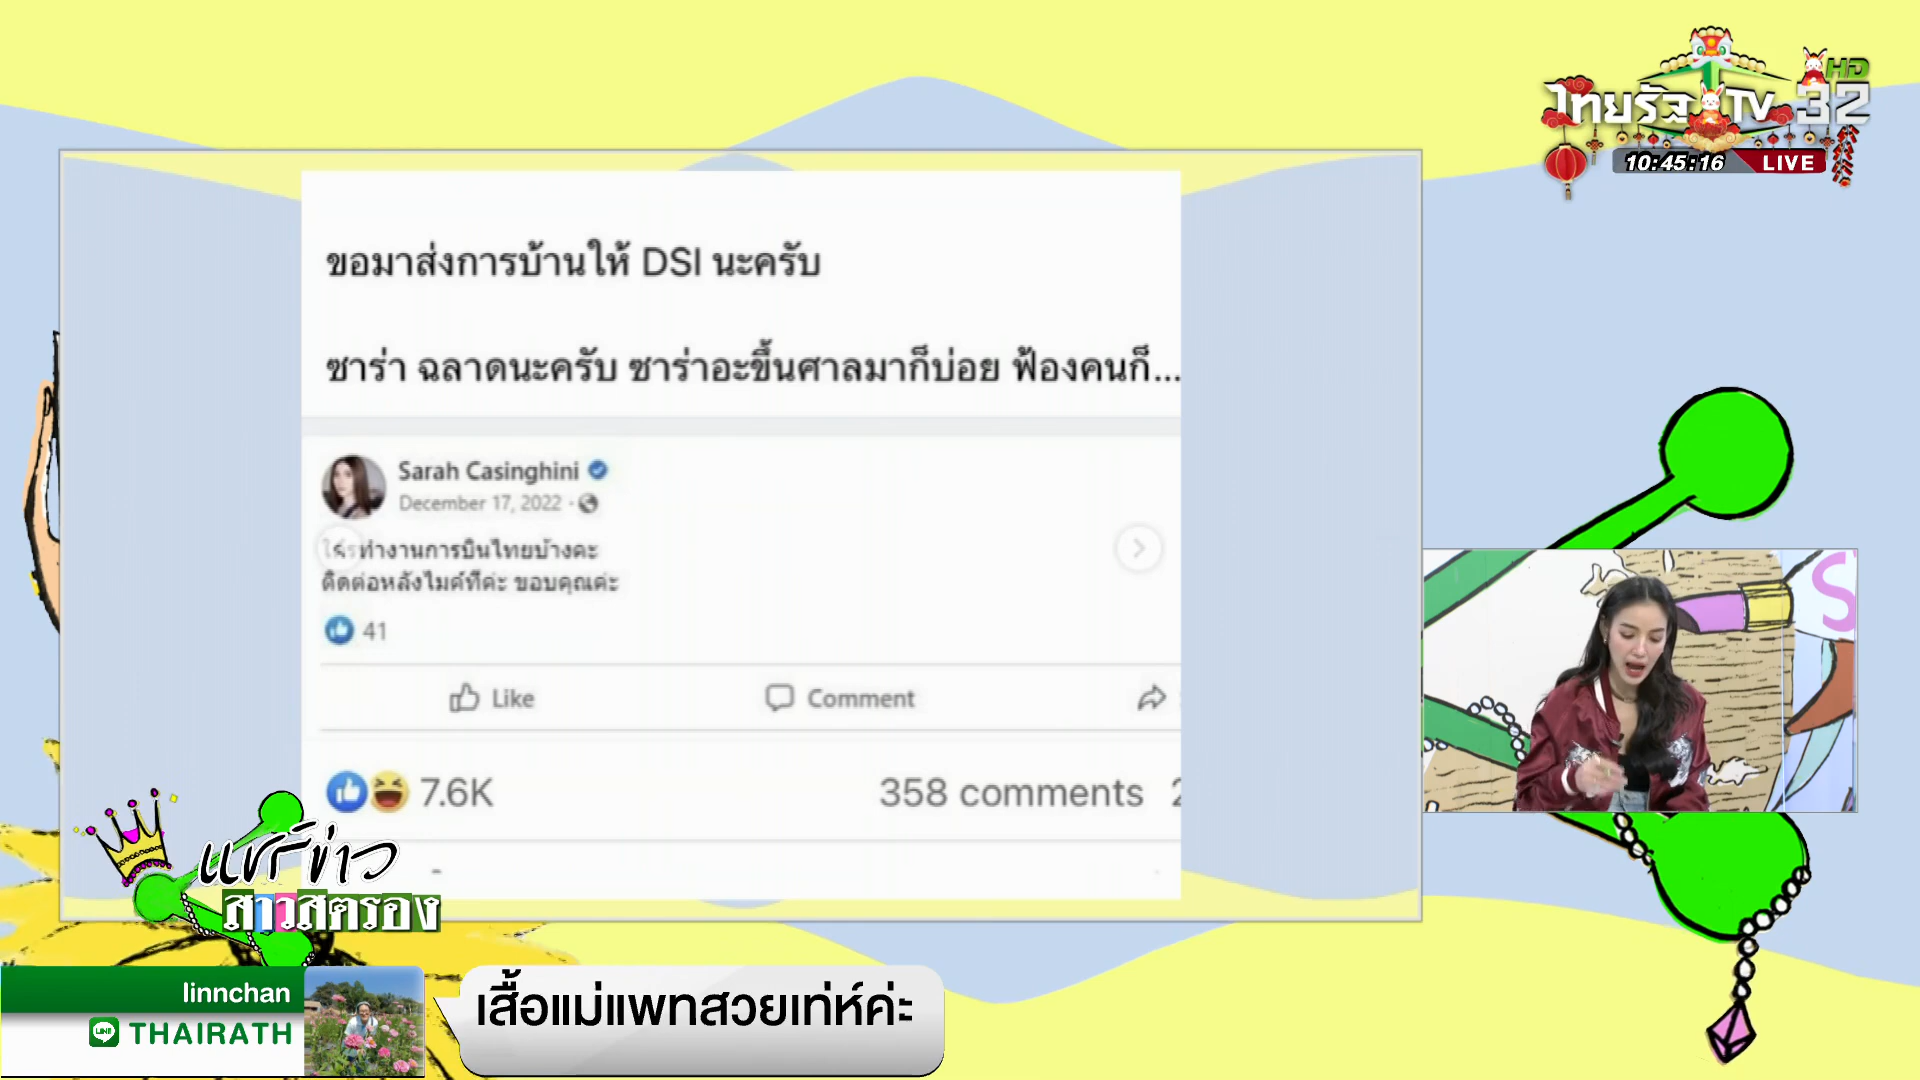 ไทยรัฐ TV 32 HD
10:45:16 LIVE
ขอมาส่งการบ้านให้ DSI นะครับ
ซาร่า ฉลาดนะครับ ซาร่าอะขึ้นศาลมาก็บ่อย ฟ้องคนก็...
Sarah Casinghini
December 17, 2022
ใครทำงานการบินไทยบ้างคะ
ติดต่อหลังไมค์ทีค่ะ ขอบคุณค่ะ
41
Like
Comment
7.6K
358 comments
S
แชร์ข่าว
สาวสตรอง
linnchan
LINE THAIRATH
เสื้อแม่แพทสวยเท่ห์ค่ะ